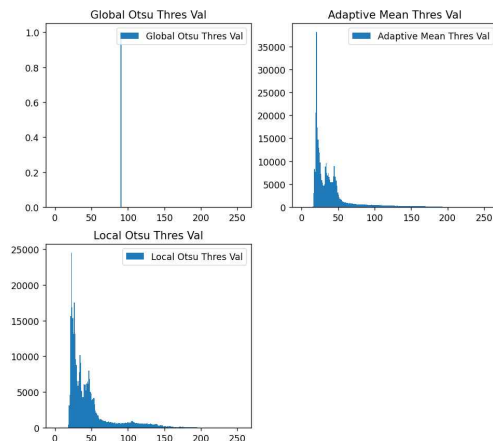 Global Otsu Thres Val
Global Otsu Thres Val
1.0
0.8
0.6
0.4
0.2
0.0
0 50 100 150 200 250
Adaptive Mean Thres Val
Adaptive Mean Thres Val
35000
30000
25000
20000
15000
10000
5000
0
0 50 100 150 200 250
Local Otsu Thres Val
Local Otsu Thres Val
25000
20000
15000
10000
5000
0
0 50 100 150 200 250